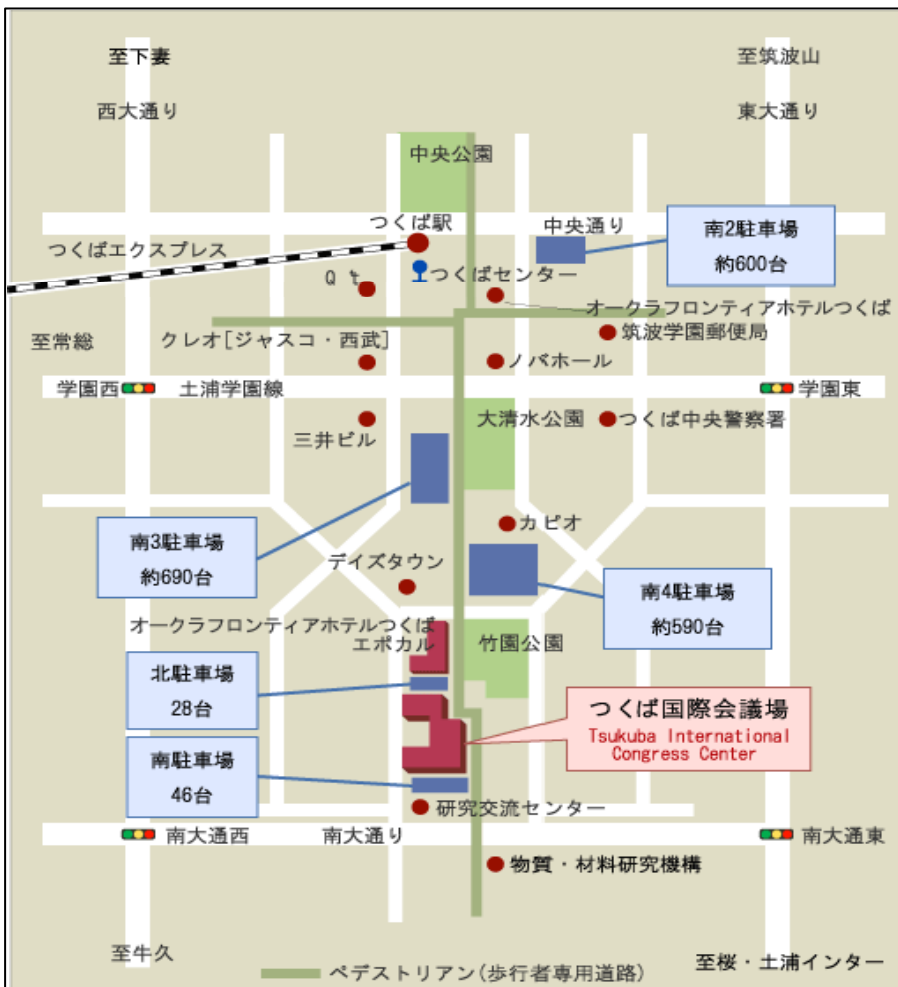 至下妻
至筑波山
西大通り
東大通り
中央公園
つくば駅
中央通り
南2駐車場
約600台
つくばエクスプレス
Q't
つくばセンター
オークラフロンティアホテルつくば
筑波学園郵便局
至常総
クレオ[ジャスコ・西武]
ノバホール
学園西
土浦学園線
学園東
三井ビル
大清水公園
つくば中央警察署
南3駐車場
約690台
カピオ
デイズタウン
南4駐車場
約590台
オークラフロンティアホテルつくば
エポカル
竹園公園
北駐車場
28台
つくば国際会議場
Tsukuba International
Congress Center
南駐車場
46台
研究交流センター
南大通西
南大通り
南大通東
物質・材料研究機構
至牛久
至桜・土浦インター
ペデストリアン(歩行者専用道路)